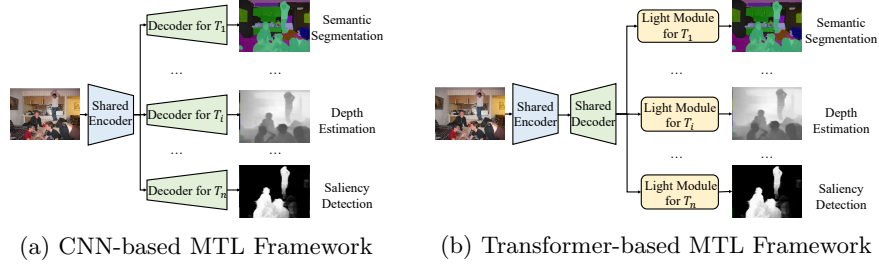 Decoder for T1
Semantic
Segmentation
...
...
Shared
Encoder
Decoder for Ti
Depth
Estimation
...
...
Decoder for Tn
Saliency
Detection
(a) CNN-based MTL Framework
Light Module
for T1
Semantic
Segmentation
...
...
Shared
Encoder
Shared
Decoder
Light Module
for Ti
Depth
Estimation
...
...
Light Module
for Tn
Saliency
Detection
(b) Transformer-based MTL Framework